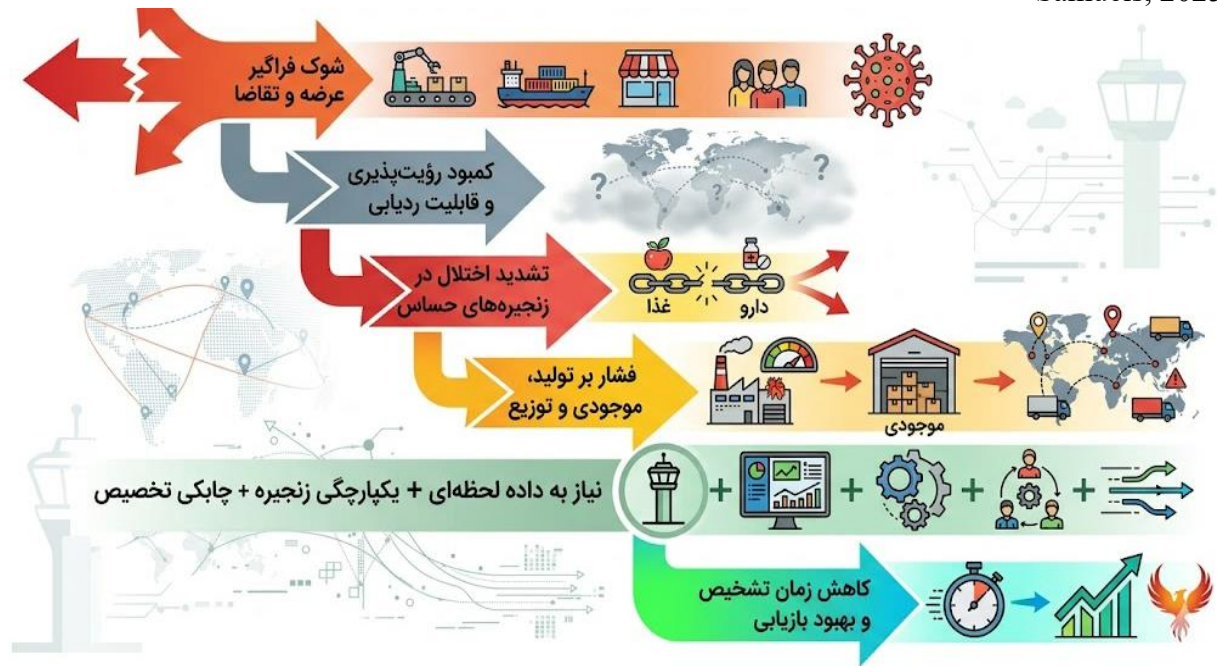 شوک فراگیر
عرضه و تقاضا
کمبود رؤیت‌پذیری
و قابلیت ردیابی
? ? ?
تشدید اختلال در
زنجیره‌های حساس
غذا
دارو
فشار بر تولید،
موجودی و توزیع
موجودی
نیاز به داده لحظه‌ای + یکپارچگی زنجیره + چابکی تخصیص
+ + + +
کاهش زمان تشخیص
و بهبود بازیابی